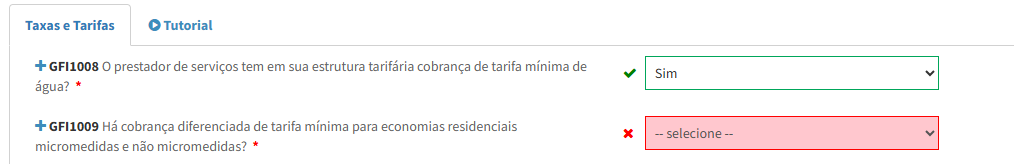 Taxas e Tarifas
Tutorial
GFI1008 O prestador de serviços tem em sua estrutura tarifária cobrança de tarifa mínima de
água? *
Sim
GFI1009 Há cobrança diferenciada de tarifa mínima para economias residenciais
micromedidas e não micromedidas? *
-- selecione --